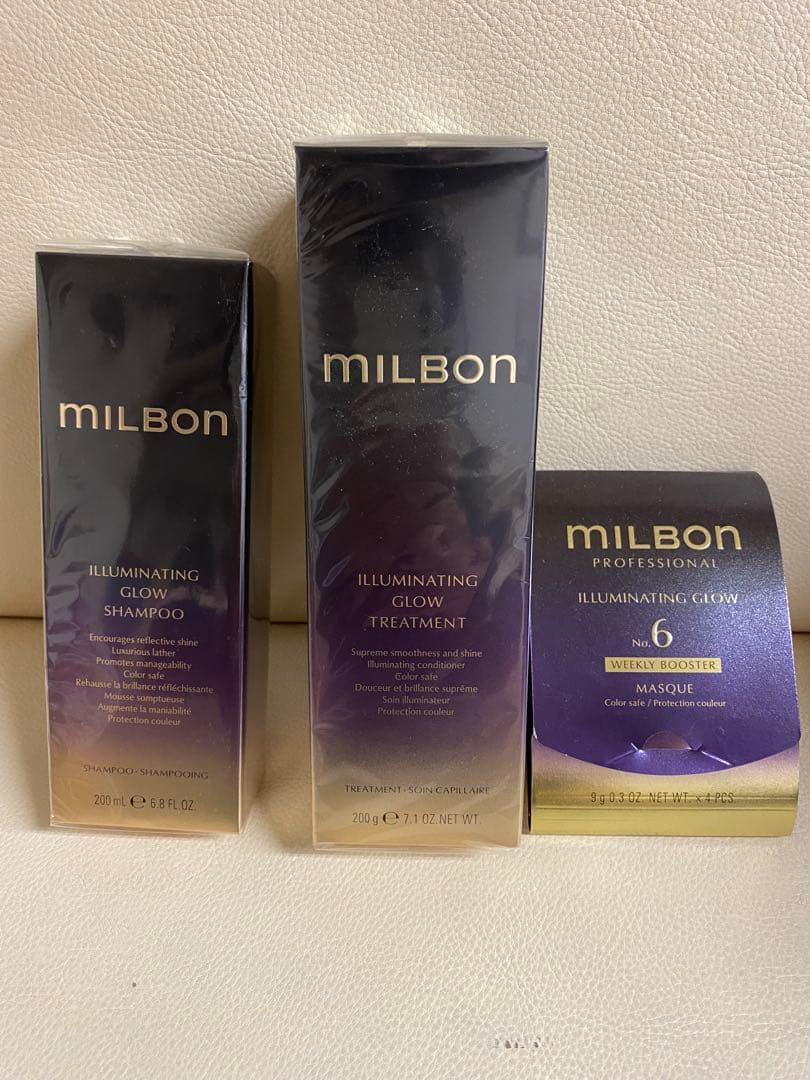 MILBON
ILLUMINATING
GLOW
SHAMPOO
Encourages reflective shine
Luxurious lather
Promotes manageability
Color safe
Rehausse la brillance réfléchissante
Mousse somptueuse
Augmente la maniabilité
Protection couleur
SHAMPOO・SHAMPOOING
200 mL ℮ 6.8 FL.OZ.
MILBON
ILLUMINATING
GLOW
TREATMENT
Supreme smoothness and shine
Illuminating conditioner
Color safe
Douceur et brillance suprême
Soin illuminateur
Protection couleur
TREATMENT・SOIN CAPILLAIRE
200 g ℮ 7.1 OZ.NET WT.
MILBON
PROFESSIONAL
ILLUMINATING GLOW
No.6
WEEKLY BOOSTER
MASQUE
Color safe / Protection couleur
9 g 0.3 OZ. NET WT. × 4 PCS.